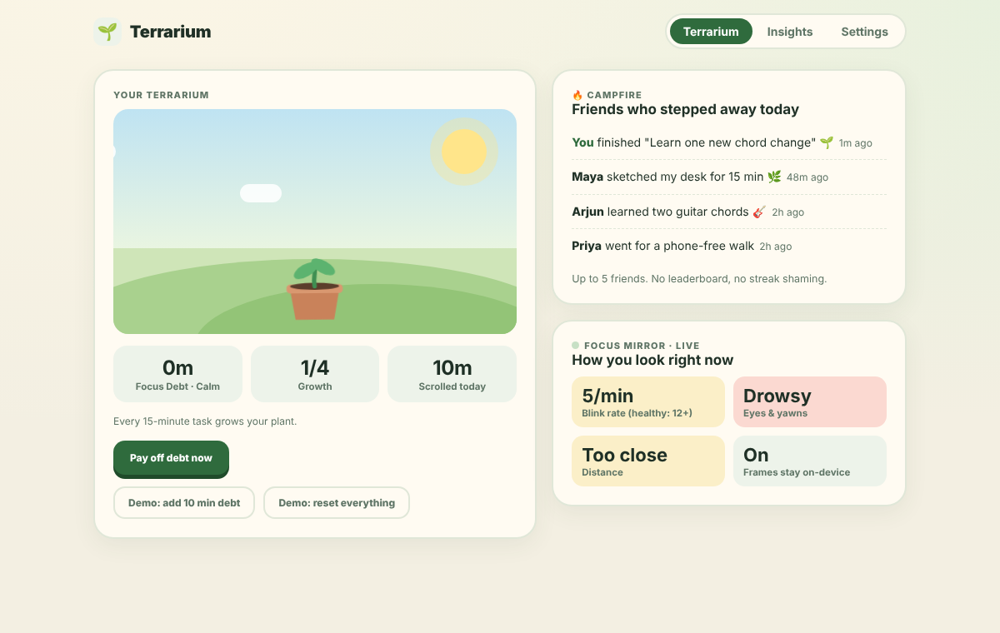 🌱 Terrarium
Terrarium
Insights
Settings
YOUR TERRARIUM
0m
Focus Debt · Calm
1/4
Growth
10m
Scrolled today
Every 15-minute task grows your plant.
Pay off debt now
Demo: add 10 min debt
Demo: reset everything
🔥 CAMPFIRE
Friends who stepped away today
You finished "Learn one new chord change" 🌱 1m ago
Maya sketched my desk for 15 min 🌿 48m ago
Arjun learned two guitar chords 🎸 2h ago
Priya went for a phone-free walk 2h ago
Up to 5 friends. No leaderboard, no streak shaming.
FOCUS MIRROR · LIVE
How you look right now
5/min
Blink rate (healthy: 12+)
Drowsy
Eyes & yawns
Too close
Distance
On
Frames stay on-device